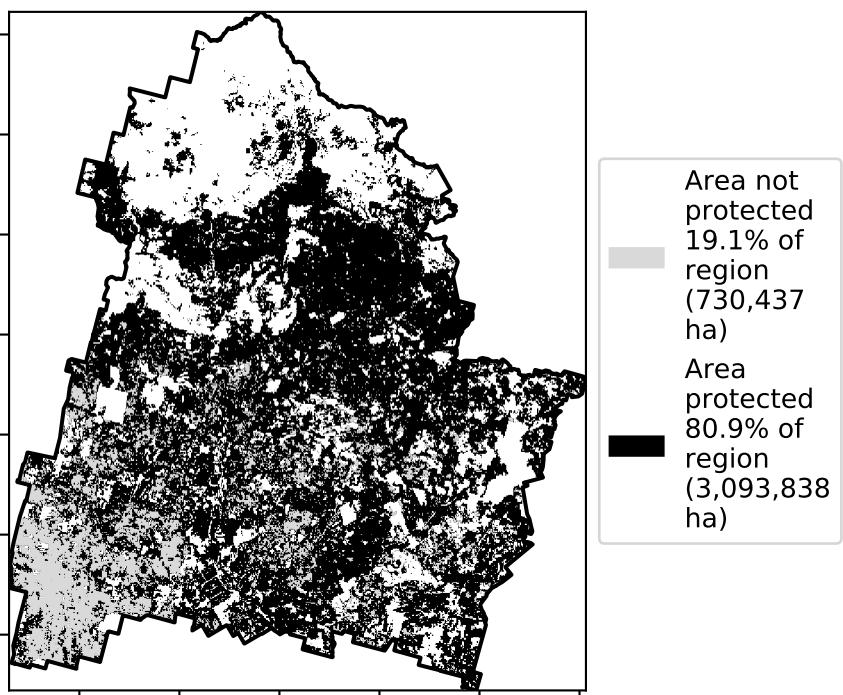 Area not
protected
19.1% of
region
(730,437
ha)
Area
protected
80.9% of
region
(3,093,838
ha)